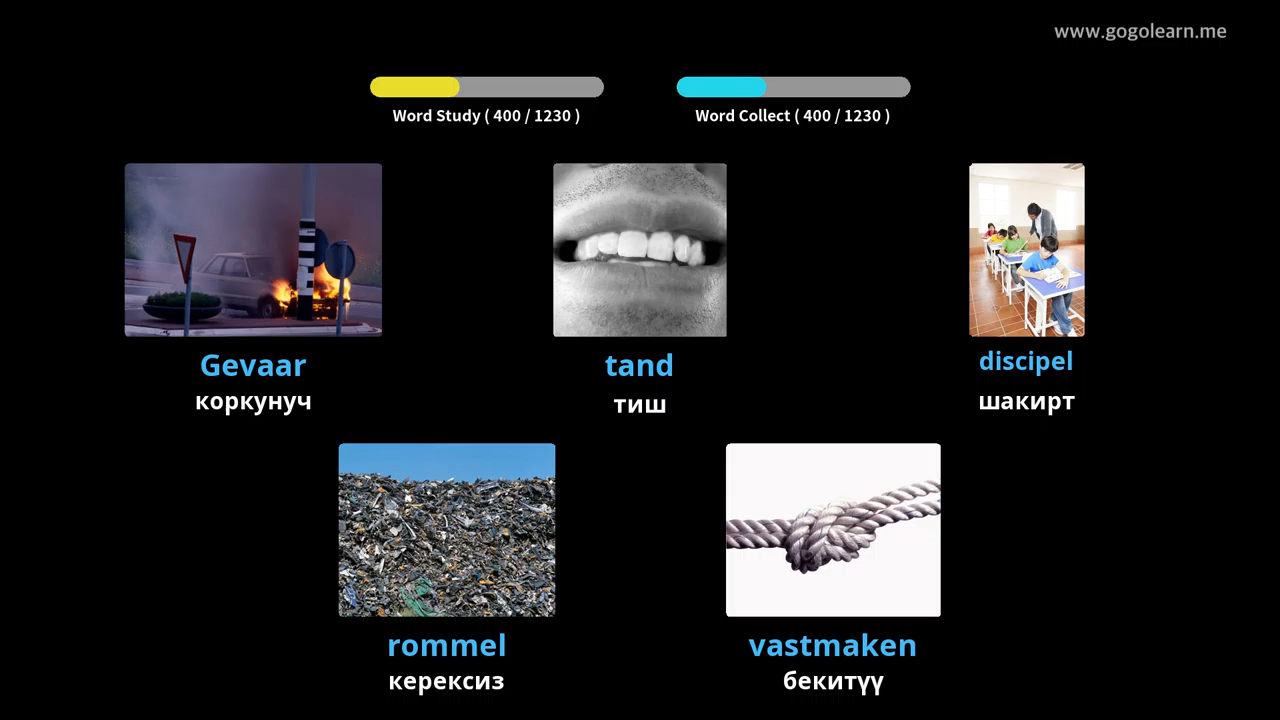 www.gogolearn.me
Word Study ( 400 / 1230 )
Word Collect ( 400 / 1230 )
Gevaar
коркунуч
tand
тиш
discipel
шакирт
rommel
керексиз
vastmaken
бекитүү